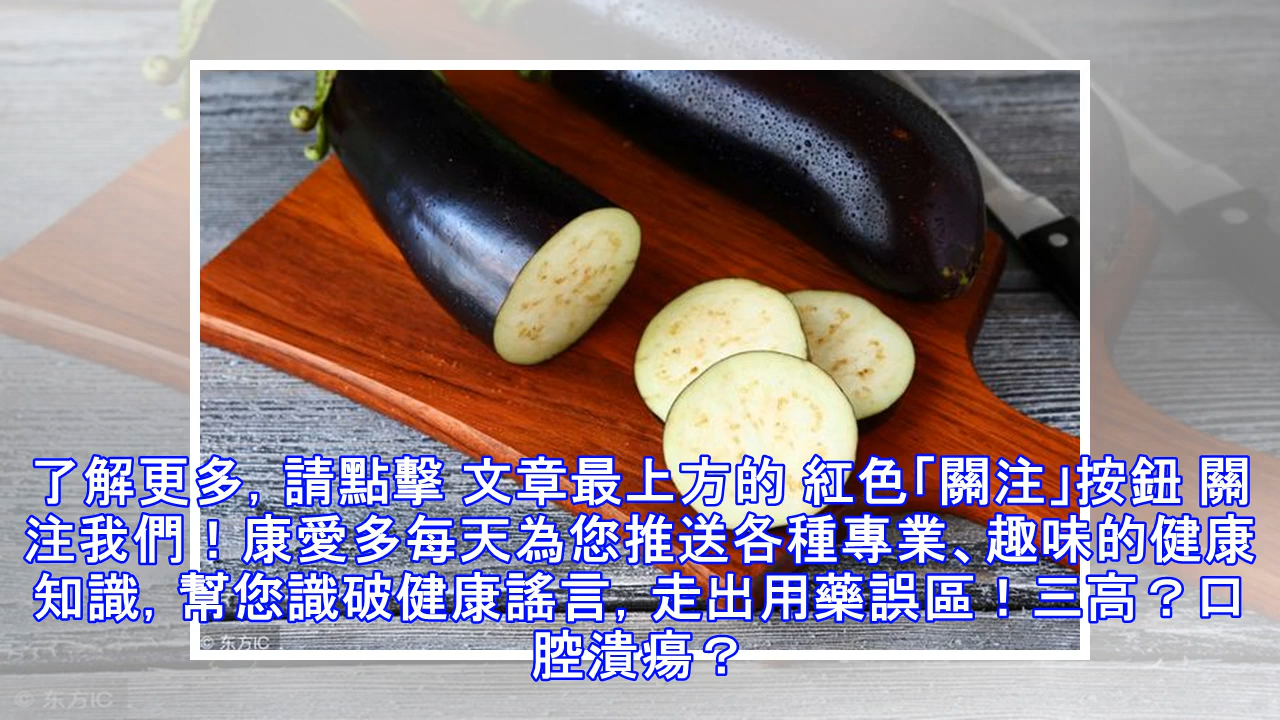 了解更多, 請點擊 文章最上方的 紅色「關注」按鈕 關
注我們！康愛多每天為您推送各種專業、趣味的健康
知識, 幫您識破健康謠言, 走出用藥誤區！三高？口
腔潰瘍？
© 东方IC
© 东方IC